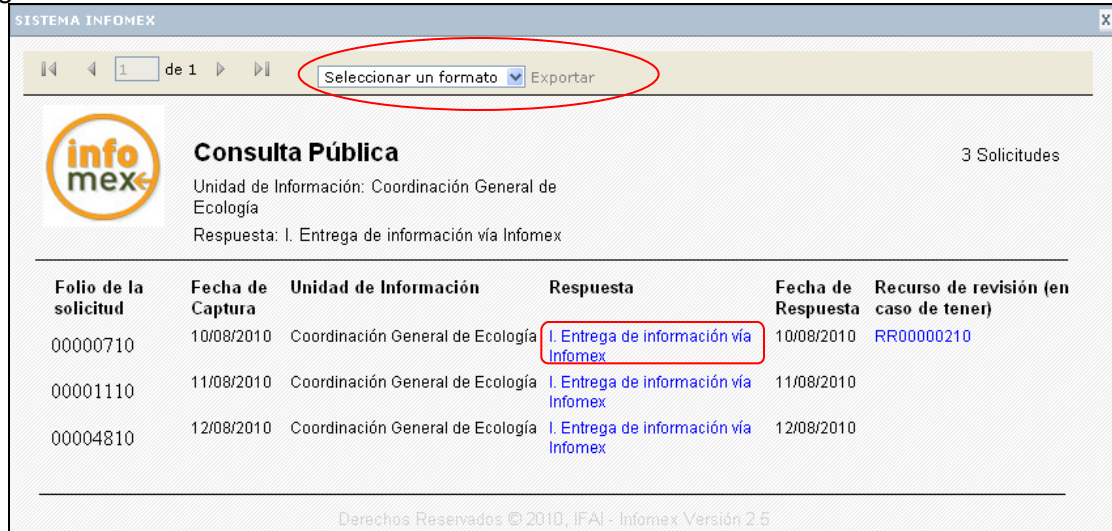 SISTEMA INFOMEX X
1 de 1 Seleccionar un formato Exportar
info
mex
Consulta Pública
3 Solicitudes
Unidad de Información: Coordinación General de
Ecología
Respuesta: I. Entrega de información vía Infomex
Folio de la Fecha de Unidad de Información Respuesta Fecha de Recurso de revisión (en
solicitud Captura Respuesta caso de tener)
00000710 10/08/2010 Coordinación General de Ecología I. Entrega de información vía 10/08/2010 RR00000210
Infomex
00001110 11/08/2010 Coordinación General de Ecología I. Entrega de información vía 11/08/2010
Infomex
00004810 12/08/2010 Coordinación General de Ecología I. Entrega de información vía 12/08/2010
Infomex
Derechos Reservados © 2010, IFAI - Infomex Versión 2.5